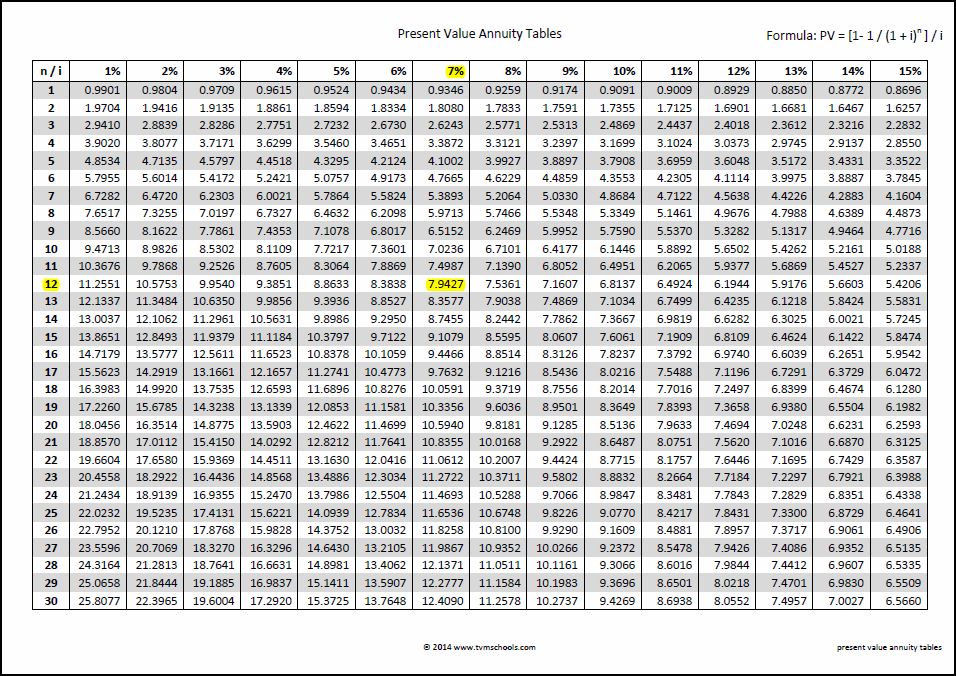 Present Value Annuity Tables
Formula: PV = [1- 1 / (1 + i)ⁿ ] / i
n / i 1% 2% 3% 4% 5% 6% 7% 8% 9% 10% 11% 12% 13% 14% 15%
1 0.9901 0.9804 0.9709 0.9615 0.9524 0.9434 0.9346 0.9259 0.9174 0.9091 0.9009 0.8929 0.8850 0.8772 0.8696
2 1.9704 1.9416 1.9135 1.8861 1.8594 1.8334 1.8080 1.7833 1.7591 1.7355 1.7125 1.6901 1.6681 1.6467 1.6257
3 2.9410 2.8839 2.8286 2.7751 2.7232 2.6730 2.6243 2.5771 2.5313 2.4869 2.4437 2.4018 2.3612 2.3216 2.2832
4 3.9020 3.8077 3.7171 3.6299 3.5460 3.4651 3.3872 3.3121 3.2397 3.1699 3.1024 3.0373 2.9745 2.9137 2.8550
5 4.8534 4.7135 4.5797 4.4518 4.3295 4.2124 4.1002 3.9927 3.8897 3.7908 3.6959 3.6048 3.5172 3.4331 3.3522
6 5.7955 5.6014 5.4172 5.2421 5.0757 4.9173 4.7665 4.6229 4.4859 4.3553 4.2305 4.1114 3.9975 3.8887 3.7845
7 6.7282 6.4720 6.2303 6.0021 5.7864 5.5824 5.3893 5.2064 5.0330 4.8684 4.7122 4.5638 4.4226 4.2883 4.1604
8 7.6517 7.3255 7.0197 6.7327 6.4632 6.2098 5.9713 5.7466 5.5348 5.3349 5.1461 4.9676 4.7988 4.6389 4.4873
9 8.5660 8.1622 7.7861 7.4353 7.1078 6.8017 6.5152 6.2469 5.9952 5.7590 5.5370 5.3282 5.1317 4.9464 4.7716
10 9.4713 8.9826 8.5302 8.1109 7.7217 7.3601 7.0236 6.7101 6.4177 6.1446 5.8892 5.6502 5.4262 5.2161 5.0188
11 10.3676 9.7868 9.2526 8.7605 8.3064 7.8869 7.4987 7.1390 6.8052 6.4951 6.2065 5.9377 5.6869 5.4527 5.2337
12 11.2551 10.5753 9.9540 9.3851 8.8633 8.3838 7.9427 7.5361 7.1607 6.8137 6.4924 6.1944 5.9176 5.6603 5.4206
13 12.1337 11.3484 10.6350 9.9856 9.3936 8.8527 8.3577 7.9038 7.4869 7.1034 6.7499 6.4235 6.1218 5.8424 5.5831
14 13.0037 12.1062 11.2961 10.5631 9.8986 9.2950 8.7455 8.2442 7.7862 7.3667 6.9819 6.6282 6.3025 6.0021 5.7245
15 13.8651 12.8493 11.9379 11.1184 10.3797 9.7122 9.1079 8.5595 8.0607 7.6061 7.1909 6.8109 6.4624 6.1422 5.8474
16 14.7179 13.5777 12.5611 11.6523 10.8378 10.1059 9.4466 8.8514 8.3126 7.8237 7.3792 6.9740 6.6039 6.2651 5.9542
17 15.5623 14.2919 13.1661 12.1657 11.2741 10.4773 9.7632 9.1216 8.5436 8.0216 7.5488 7.1196 6.7291 6.3729 6.0472
18 16.3983 14.9920 13.7535 12.6593 11.6896 10.8276 10.0591 9.3719 8.7556 8.2014 7.7016 7.2497 6.8399 6.4674 6.1280
19 17.2260 15.6785 14.3238 13.1339 12.0853 11.1581 10.3356 9.6036 8.9501 8.3649 7.8393 7.3658 6.9380 6.5504 6.1982
20 18.0456 16.3514 14.8775 13.5903 12.4622 11.4699 10.5940 9.8181 9.1285 8.5136 7.9633 7.4694 7.0248 6.6231 6.2593
21 18.8570 17.0112 15.4150 14.0292 12.8212 11.7641 10.8355 10.0168 9.2922 8.6487 8.0751 7.5620 7.1016 6.6870 6.3125
22 19.6604 17.6580 15.9369 14.4511 13.1630 12.0416 11.0612 10.2007 9.4424 8.7715 8.1757 7.6446 7.1695 6.7429 6.3587
23 20.4558 18.2922 16.4436 14.8568 13.4886 12.3034 11.2722 10.3711 9.5802 8.8832 8.2664 7.7184 7.2297 6.7921 6.3988
24 21.2434 18.9139 16.9355 15.2470 13.7986 12.5504 11.4693 10.5288 9.7066 8.9847 8.3481 7.7843 7.2829 6.8351 6.4338
25 22.0232 19.5235 17.4131 15.6221 14.0939 12.7834 11.6536 10.6748 9.8226 9.0770 8.4217 7.8431 7.3300 6.8729 6.4641
26 22.7952 20.1210 17.8768 15.9828 14.3752 13.0032 11.8258 10.8100 9.9290 9.1609 8.4881 7.8957 7.3717 6.9061 6.4906
27 23.5596 20.7069 18.3270 16.3296 14.6430 13.2105 11.9867 10.9352 10.0266 9.2372 8.5478 7.9426 7.4086 6.9352 6.5135
28 24.3164 21.2813 18.7641 16.6631 14.8981 13.4062 12.1371 11.0511 10.1161 9.3066 8.6016 7.9844 7.4412 6.9607 6.5335
29 25.0658 21.8444 19.1885 16.9837 15.1411 13.5907 12.2777 11.1584 10.1983 9.3696 8.6501 8.0218 7.4701 6.9830 6.5509
30 25.8077 22.3965 19.6004 17.2920 15.3725 13.7648 12.4090 11.2578 10.2737 9.4269 8.6938 8.0552 7.4957 7.0027 6.5660
© 2014 www.tvmschools.com
present value annuity tables